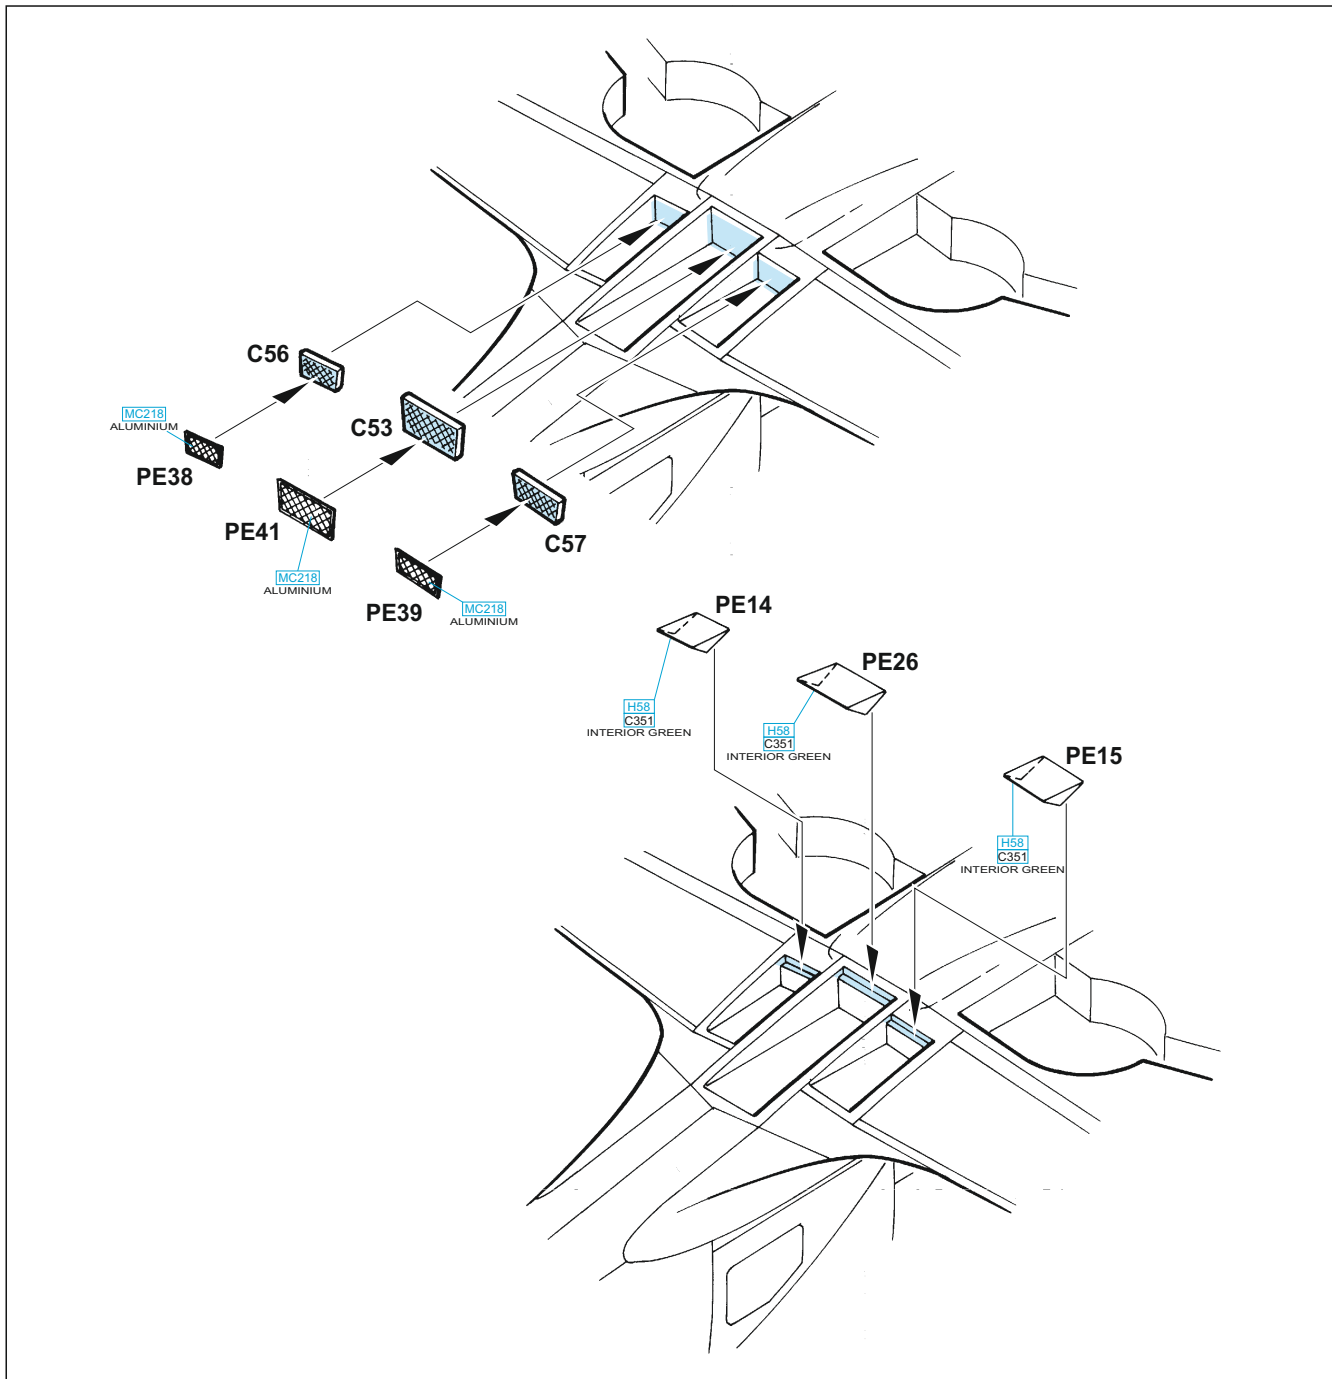 C56
MC218
ALUMINIUM
PE38
C53
PE41
MC218
ALUMINIUM
C57
PE39
MC218
ALUMINIUM
PE14
H58
C351
INTERIOR GREEN
PE26
H58
C351
INTERIOR GREEN
PE15
H58
C351
INTERIOR GREEN